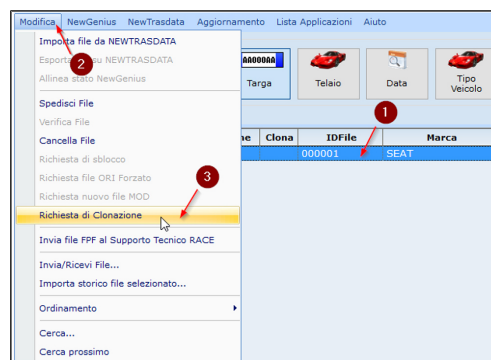 Modifica NewGenius NewTrasdata Aggiornamento Lista Applicazioni Aiuto
Importa file da NEWTRASDATA
su NEWTRASDATA
Allinea stato NewGenius
2
Spedisci File
Verifica File
Cancella File
Richiesta di sblocco
Richiesta file ORI Forzato
Richiesta nuovo file MOD
Richiesta di Clonazione
3
Invia file FPF al Supporto Tecnico RACE
Invia/Ricevi File...
Importa storico file selezionato...
Ordinamento
Cerca...
Cerca prossimo
AA000AA
Targa Telaio Data Tipo
Veicolo
1
ne Clona IDFile Marca
000001 SEAT